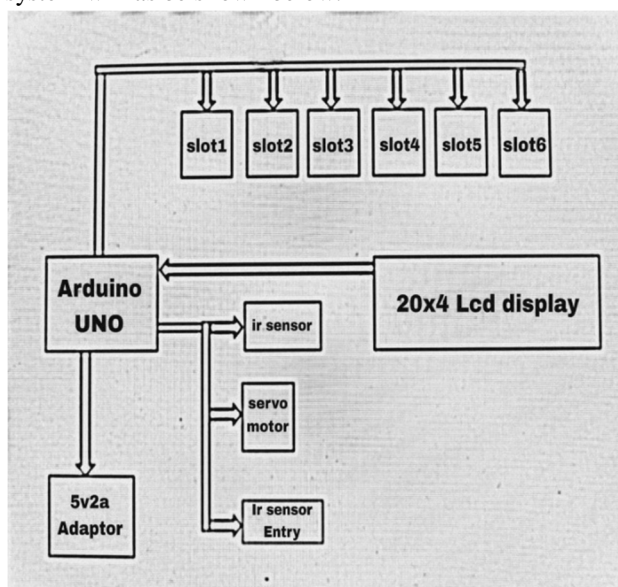 slot1 slot2 slot3 slot4 slot5 slot6
Arduino
UNO
20x4 Lcd display
ir sensor
servo
motor
5v2a
Adaptor
Ir sensor
Entry